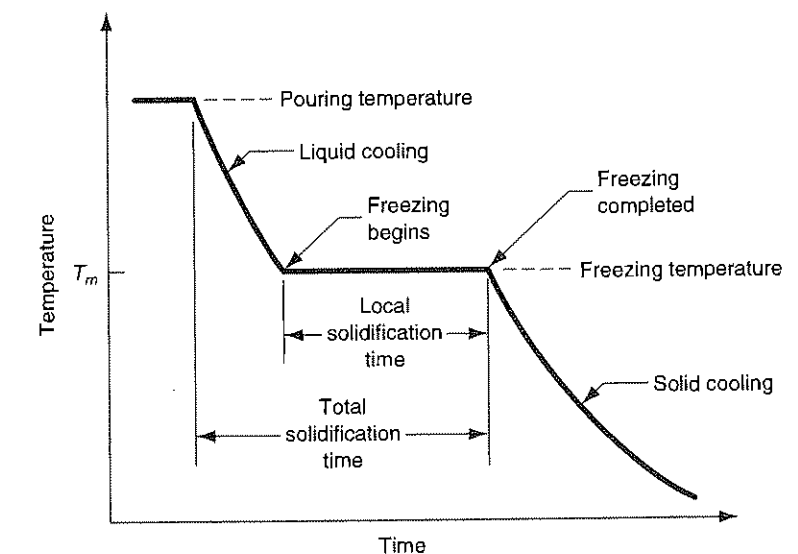 Pouring temperature
Liquid cooling
Freezing
begins
Freezing
completed
Temperature
Tm
Freezing temperature
Local
solidification
time
Solid cooling
Total
solidification
time
Time